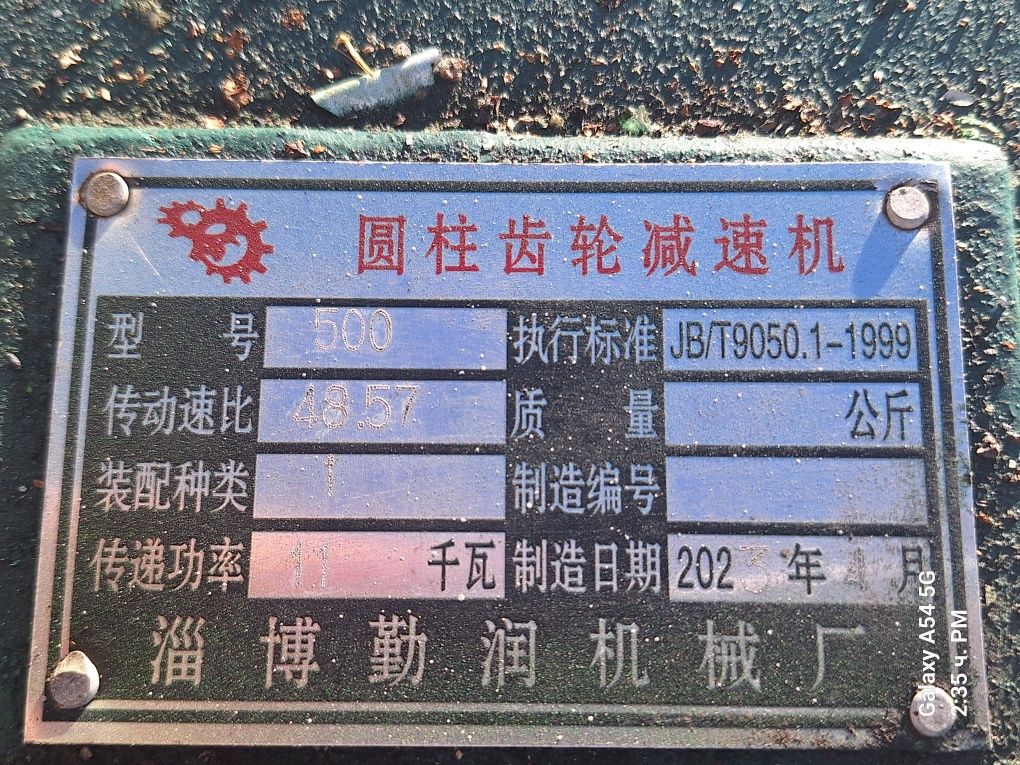 圆柱齿轮减速机
型号 500 执行标准 JB/T9050.1-1999
传动速比 48.57 质量 公斤
装配种类 1 制造编号
传递功率 11 千瓦 制造日期 2023 年 月
淄博勤润机械厂
Galaxy A54 5G
2:35 ч. PM